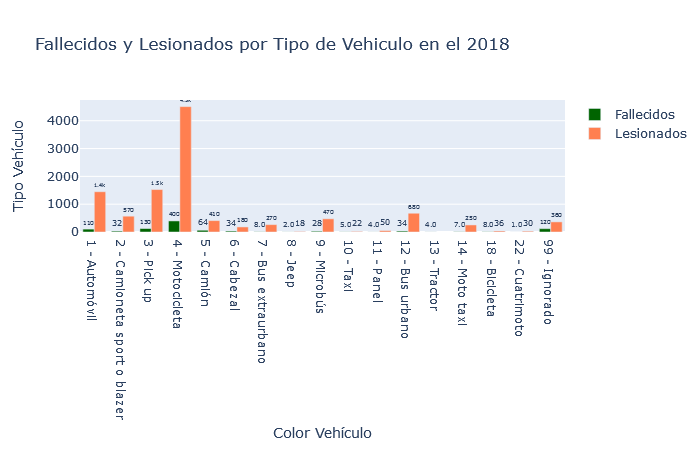 Fallecidos y Lesionados por Tipo de Vehiculo en el 2018
Fallecidos
Lesionados
Tipo Vehículo
4000
3000
2000
1000
0
110
1.4k
32
570
130
1.5k
400
64
410
34
180
8.0
270
2.0
18
28
470
5.0
22
4.0
50
34
680
4.0
7.0
250
8.0
36
1.0
30
120
360
1 - Automóvil
2 - Camioneta sport o blazer
3 - Pick up
4 - Motocicleta
5 - Camión
6 - Cabezal
7 - Bus extraurbano
8 - Jeep
9 - Microbús
10 - Taxi
11 - Panel
12 - Bus urbano
13 - Tractor
14 - Moto taxi
18 - Bicicleta
22 - Cuatrimoto
99 - Ignorado
Color Vehículo